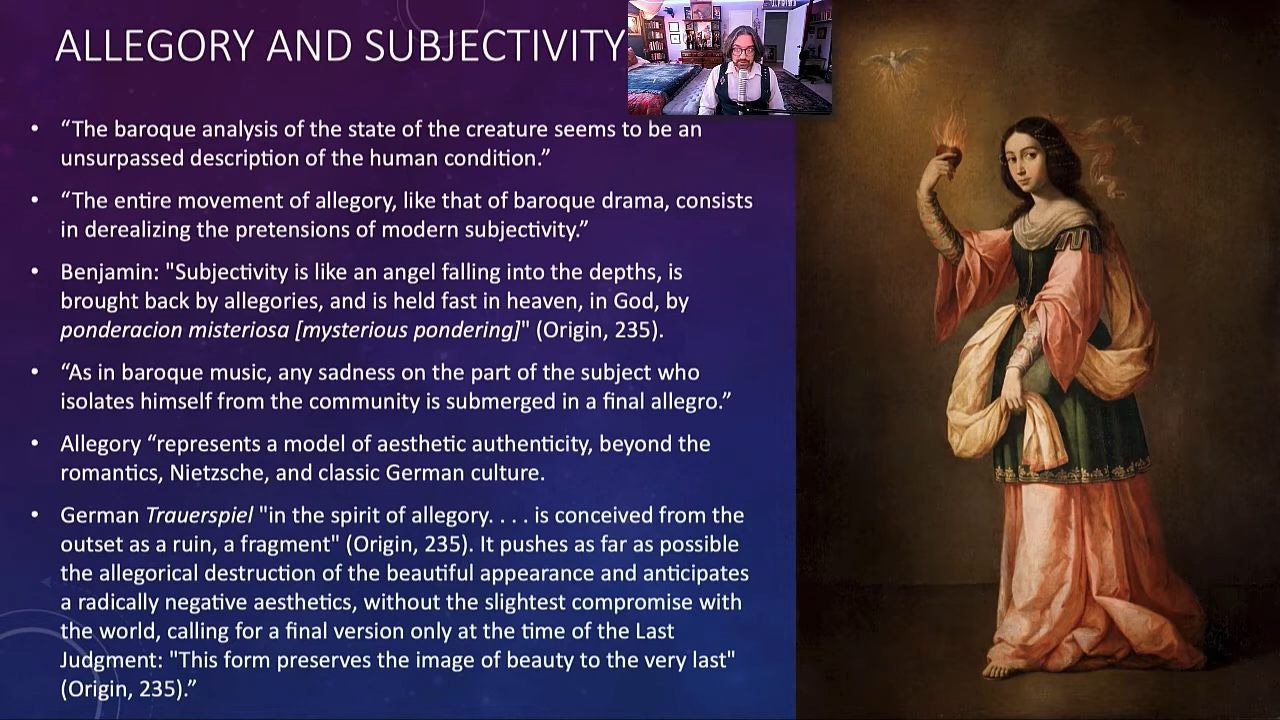 ALLEGORY AND SUBJECTIVITY
• “The baroque analysis of the state of the creature seems to be an
unsurpassed description of the human condition.”
• “The entire movement of allegory, like that of baroque drama, consists
in derealizing the pretensions of modern subjectivity.”
• Benjamin: "Subjectivity is like an angel falling into the depths, is
brought back by allegories, and is held fast in heaven, in God, by
ponderacion misteriosa [mysterious pondering]" (Origin, 235).
• “As in baroque music, any sadness on the part of the subject who
isolates himself from the community is submerged in a final allegro.”
• Allegory “represents a model of aesthetic authenticity, beyond the
romantics, Nietzsche, and classic German culture.
• German Trauerspiel "in the spirit of allegory. . . . is conceived from the
outset as a ruin, a fragment" (Origin, 235). It pushes as far as possible
the allegorical destruction of the beautiful appearance and anticipates
a radically negative aesthetics, without the slightest compromise with
the world, calling for a final version only at the time of the Last
Judgment: "This form preserves the image of beauty to the very last"
(Origin, 235).”